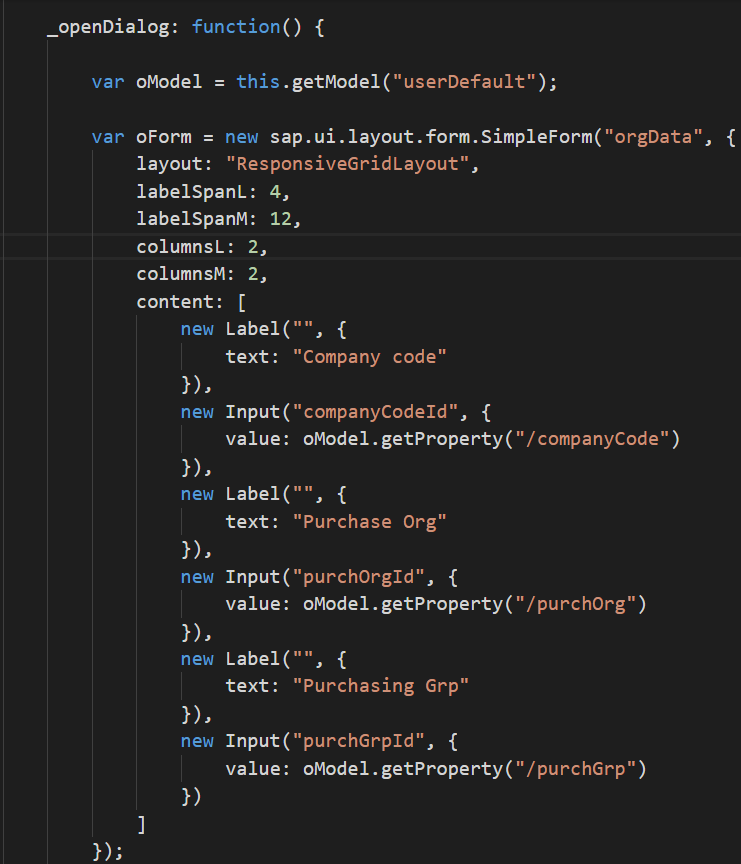 _openDialog: function() {
var oModel = this.getModel("userDefault");
var oForm = new sap.ui.layout.form.SimpleForm("orgData", {
layout: "ResponsiveGridLayout",
labelSpanL: 4,
labelSpanM: 12,
columnsL: 2,
columnsM: 2,
content: [
new Label("", {
text: "Company code"
}),
new Input("companyCodeId", {
value: oModel.getProperty("/companyCode")
}),
new Label("", {
text: "Purchase Org"
}),
new Input("purchOrgId", {
value: oModel.getProperty("/purchOrg")
}),
new Label("", {
text: "Purchasing Grp"
}),
new Input("purchGrpId", {
value: oModel.getProperty("/purchGrp")
})
]
});